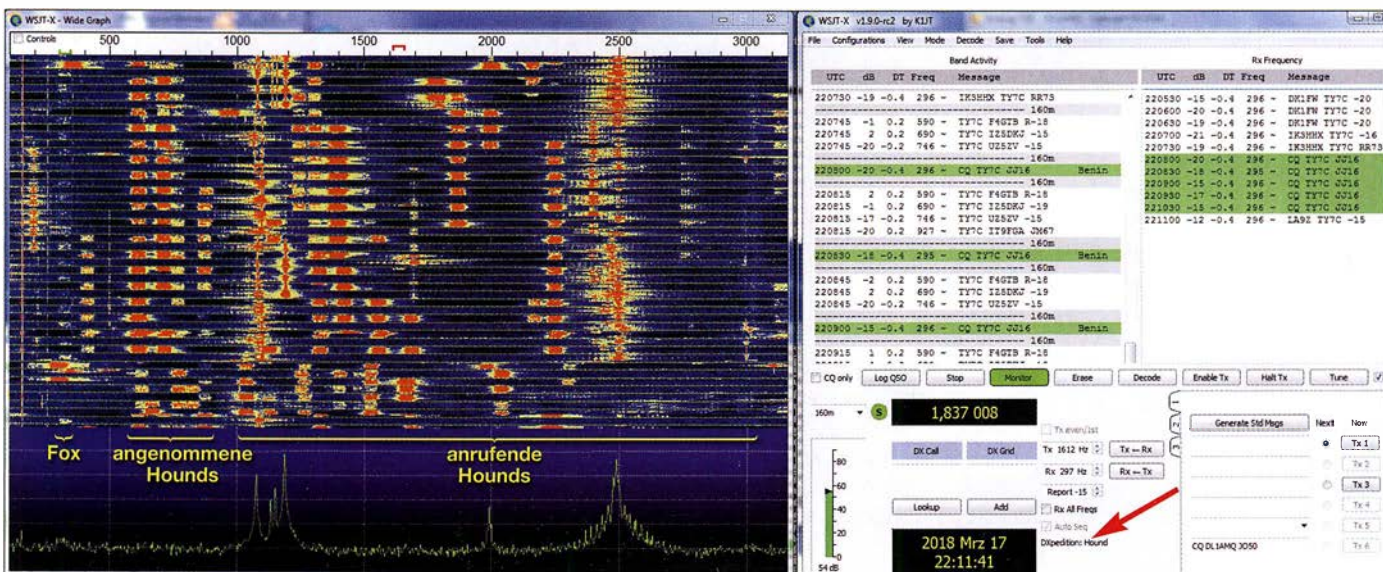 WSJT-X - Wide Graph
Controls
500 1000 1500 2000 2500 3000
Fox
angenommene
Hounds
anrufende
Hounds
WSJT-X v1.9.0-rc2 by K1JT
File Configurations View Mode Decode Save Tools Help
Band Activity
UTC dB DT Freq Message
220730 -19 -0.4 296 ~ IK3HHX TY7C RR73
160m
220745 -1 0.2 590 ~ TY7C F4GTB R-18
220745 2 0.2 690 ~ TY7C IZ5DKJ -15
220745 -20 -0.2 746 ~ TY7C UZ5ZV -15
160m
220800 -20 -0.4 296 ~ CQ TY7C JJ16 Benin
160m
220815 2 0.2 590 ~ TY7C F4GTB R-18
220815 -1 0.2 690 ~ TY7C IZ5DKJ -19
220815 -17 -0.2 746 ~ TY7C UZ5ZV -15
220815 -20 0.2 927 ~ TY7C IT9FGA JM67
160m
220830 -18 -0.4 295 ~ CQ TY7C JJ16 Benin
160m
220845 -2 0.2 590 ~ TY7C F4GTB R-18
220845 2 0.2 690 ~ TY7C IZ5DKJ -19
220845 -20 -0.2 746 ~ TY7C UZ5ZV -15
160m
220900 -15 -0.4 296 ~ CQ TY7C JJ16 Benin
160m
220915 1 0.2 590 ~ TY7C F4GTB R-18
Rx Frequency
UTC dB DT Freq Message
220530 -15 -0.4 296 ~ DK1FW TY7C -20
220600 -20 -0.4 296 ~ DK1FW TY7C -20
220630 -19 -0.4 296 ~ DK1FW TY7C -20
220700 -21 -0.4 296 ~ IK3HHX TY7C -16
220730 -19 -0.4 296 ~ IK3HHX TY7C RR73
220800 -20 -0.4 296 ~ CQ TY7C JJ16
220830 -18 -0.4 295 ~ CQ TY7C JJ16
220900 -15 -0.4 296 ~ CQ TY7C JJ16
220930 -17 -0.4 296 ~ CQ TY7C JJ16
221030 -15 -0.4 296 ~ CQ TY7C JJ16
221100 -12 -0.4 296 ~ LA9Z TY7C -15
CQ only Log QSO Stop Monitor Erase Decode Enable Tx Halt Tx Tune
160m S 1,837 008
Tx even/1st
DX Call DX Grid
Tx 1612 Hz Tx ← Rx
Rx 297 Hz Rx ← Tx
Report -15
Lookup Add
Rx All Freqs
Auto Seq
DXpedition: Hound
2018 Mrz 17
22:11:41
-80
-60
-40
-20
-0
54 dB
1
2
3
Generate Std Msgs Next Now
Tx 1
Tx 2
Tx 3
Tx 4
Tx 5
CQ DL1AMQ JO50 Tx 6